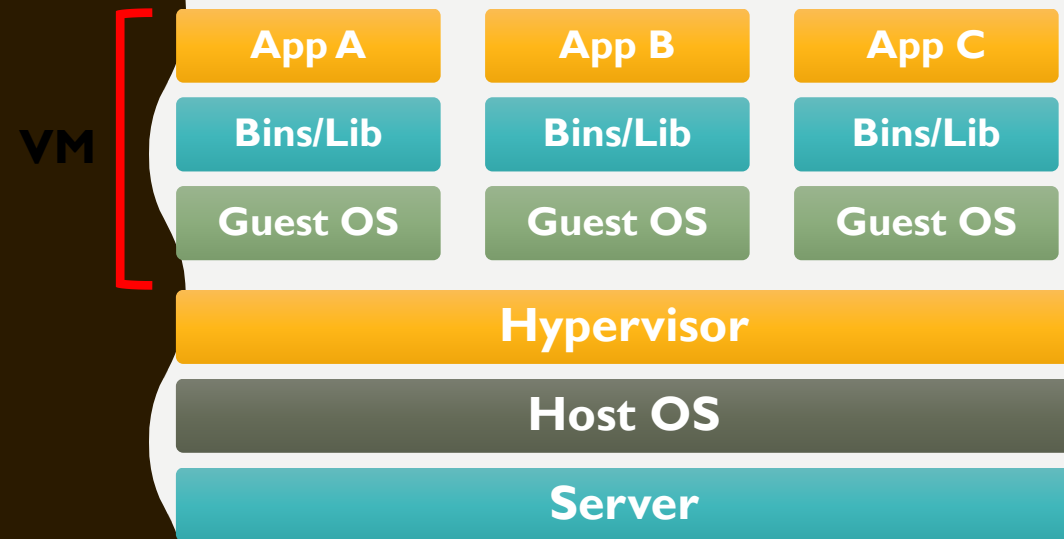 App A App B App C
VM Bins/Lib Bins/Lib Bins/Lib
Guest OS Guest OS Guest OS
Hypervisor
Host OS
Server